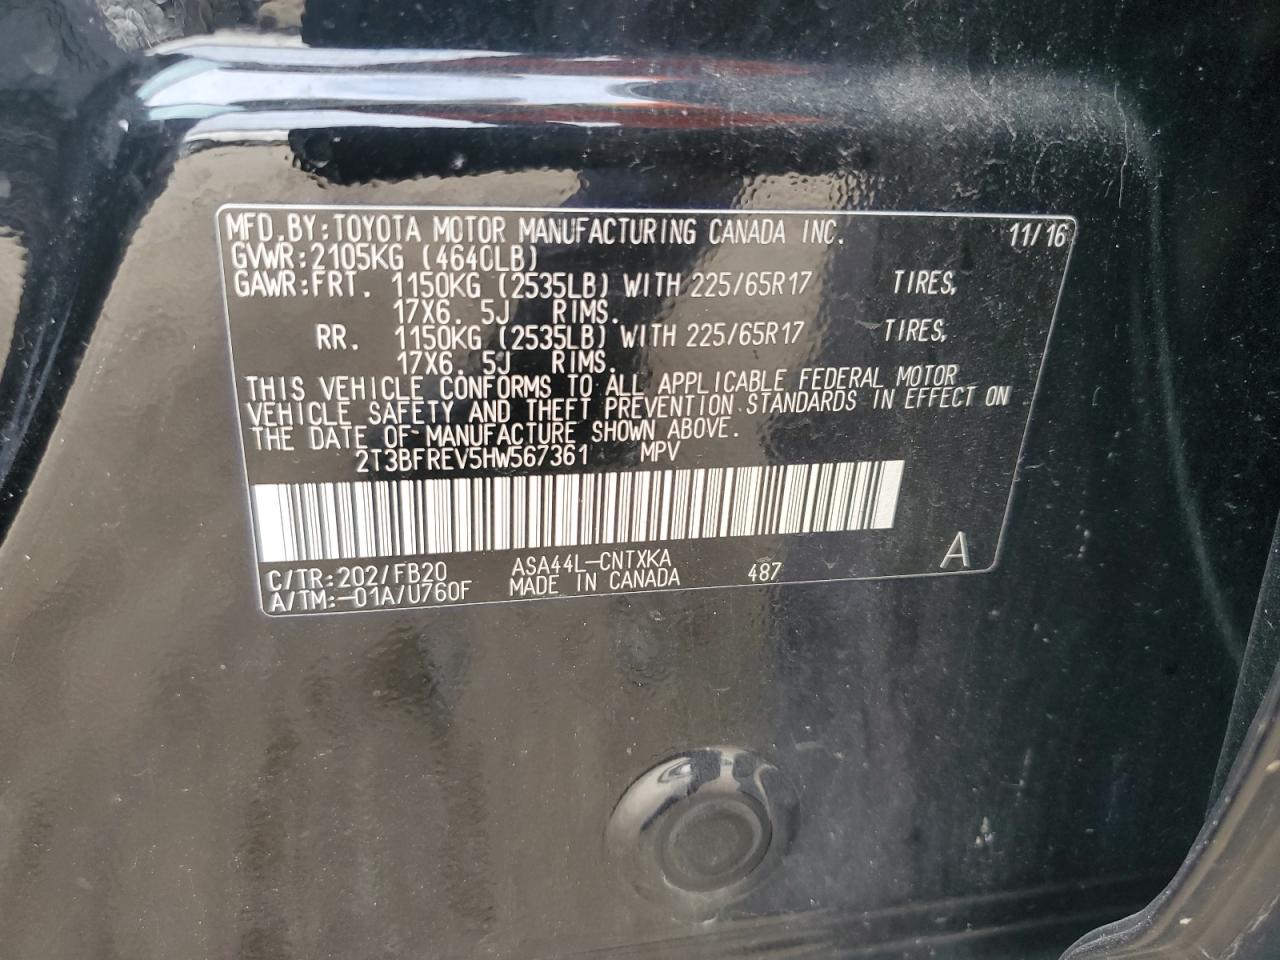 MFD.BY:TOYOTA MOTOR MANUFACTURING CANADA INC. 11/16
GVWR:2105KG (4640LB)
GAWR:FRT. 1150KG (2535LB) WITH 225/65R17 TIRES,
17X6. 5J RIMS.
RR. 1150KG (2535LB) WITH 225/65R17 TIRES,
17X6. 5J RIMS.
THIS VEHICLE CONFORMS TO ALL APPLICABLE FEDERAL MOTOR
VEHICLE SAFETY AND THEFT PREVENTION STANDARDS IN EFFECT ON
THE DATE OF MANUFACTURE SHOWN ABOVE.
2T3BFREV5HW567361 MPV
C/TR:202/FB20 ASA44L-CNTXKA
A/TM:-01A/U760F MADE IN CANADA 487 A